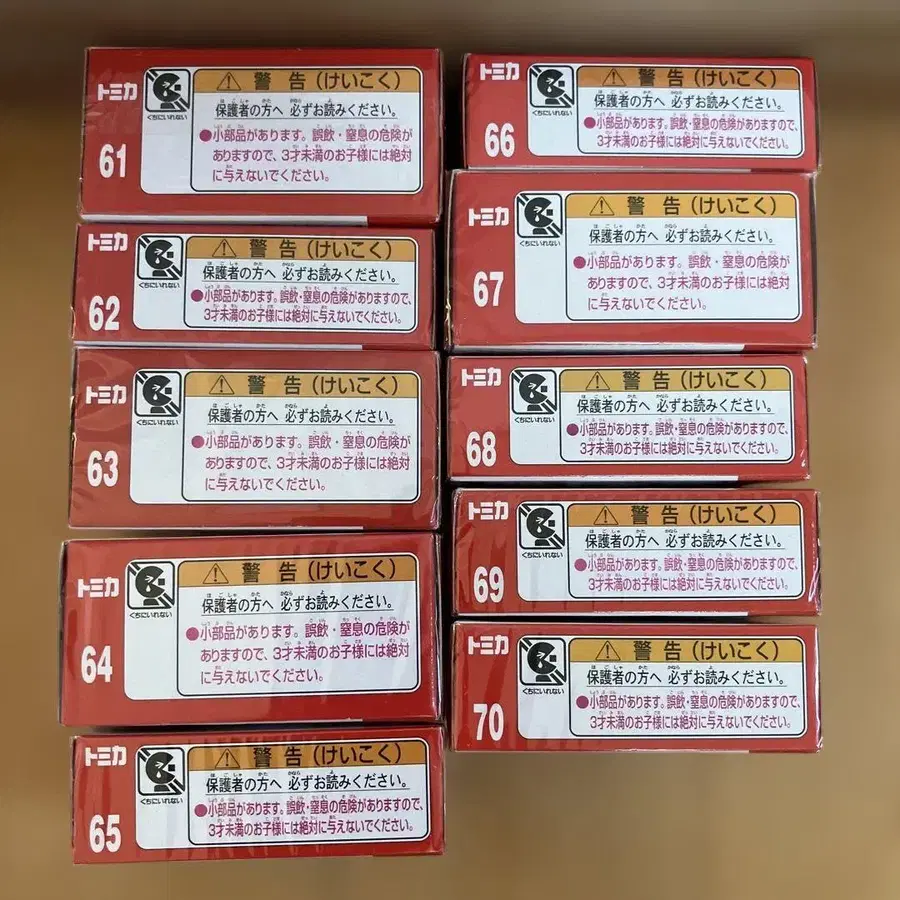 トミカ
61
くちにいれない
警告(けいこく)
保護者の方へ 必ずお読みください。
●小部品があります。誤飲・窒息の危険が
ありますので、3才未満のお子様には絶対
に与えないでください。
トミカ
62
くちにいれない
警告(けいこく)
保護者の方へ 必ずお読みください。
●小部品があります。誤飲・窒息の危険がありますので、
3才未満のお子様には絶対に与えないでください。
トミカ
63
くちにいれない
警告(けいこく)
保護者の方へ 必ずお読みください。
●小部品があります。誤飲・窒息の危険が
ありますので、3才未満のお子様には絶対
に与えないでください。
トミカ
64
くちにいれない
警告(けいこく)
保護者の方へ 必ずお読みください。
●小部品があります。誤飲・窒息の危険が
ありますので、3才未満のお子様には絶対
に与えないでください。
トミカ
65
くちにいれない
警告(けいこく)
保護者の方へ 必ずお読みください。
●小部品があります。誤飲・窒息の危険がありますので、
3才未満のお子様には絶対に与えないでください。
トミカ
66
くちにいれない
警告(けいこく)
保護者の方へ 必ずお読みください。
●小部品があります。誤飲・窒息の危険がありますので、
3才未満のお子様には絶対に与えないでください。
トミカ
67
くちにいれない
警告(けいこく)
保護者の方へ 必ずお読みください。
●小部品があります。誤飲・窒息の危険が
ありますので、3才未満のお子様には絶対
に与えないでください。
トミカ
68
くちにいれない
警告(けいこく)
保護者の方へ 必ずお読みください。
●小部品があります。誤飲・窒息の危険がありますので、
3才未満のお子様には絶対に与えないでください。
トミカ
69
くちにいれない
警告(けいこく)
保護者の方へ 必ずお読みください。
●小部品があります。誤飲・窒息の危険がありますので、
3才未満のお子様には絶対に与えないでください。
トミカ
70
くちにいれない
警告(けいこく)
保護者の方へ 必ずお読みください。
●小部品があります。誤飲・窒息の危険がありますので、
3才未満のお子様には絶対に与えないでください。